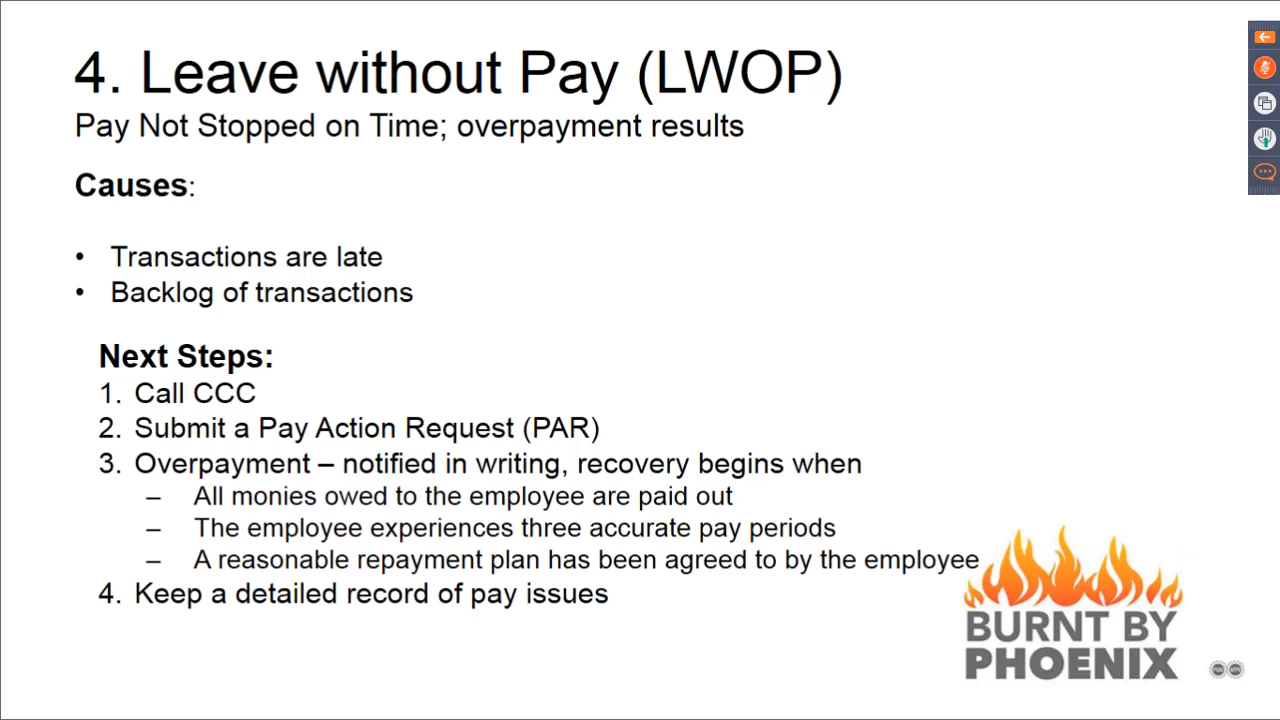 4. Leave without Pay (LWOP)
Pay Not Stopped on Time; overpayment results
Causes:
• Transactions are late
• Backlog of transactions
Next Steps:
1. Call CCC
2. Submit a Pay Action Request (PAR)
3. Overpayment – notified in writing, recovery begins when
– All monies owed to the employee are paid out
– The employee experiences three accurate pay periods
– A reasonable repayment plan has been agreed to by the employee
4. Keep a detailed record of pay issues
BURNT BY
PHOENIX